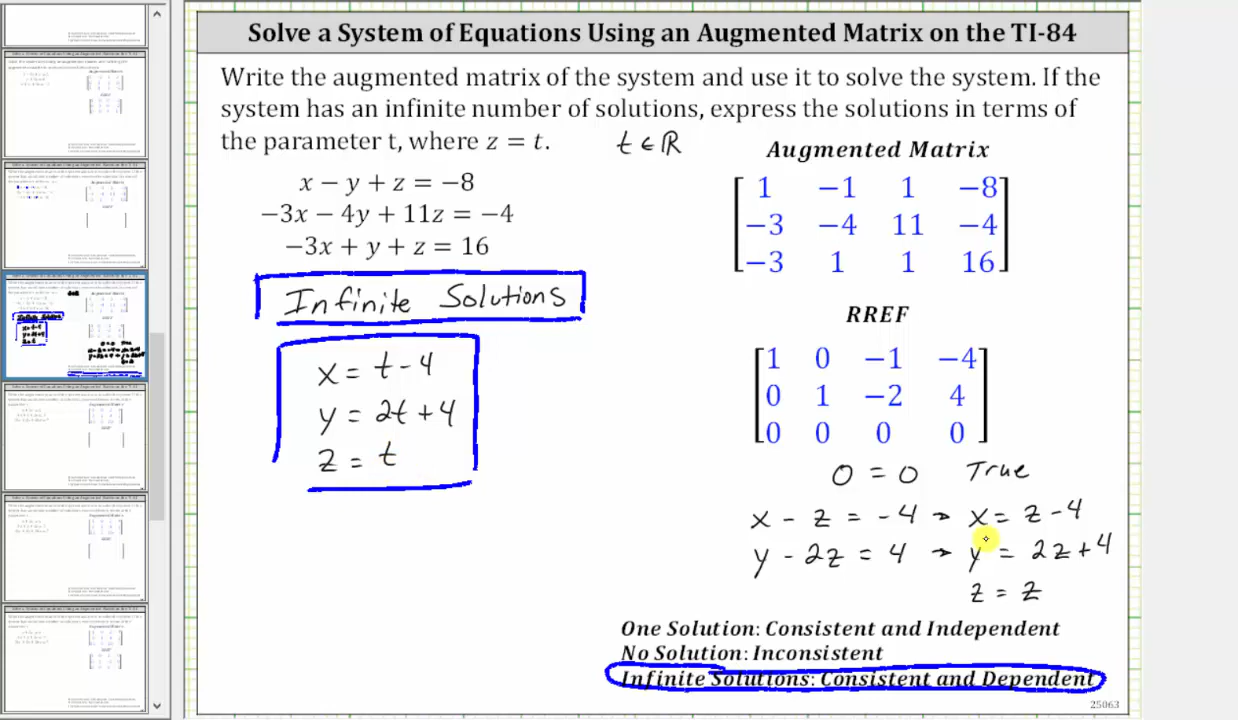 Solve a System of Equations Using an Augmented Matrix on the TI-84
Write the augmented matrix of the system and use it to solve the system. If the
system has an infinite number of solutions, express the solutions in terms of
the parameter t, where z = t.
t ∈ ℝ
x − y + z = −8
−3x − 4y + 11z = −4
−3x + y + z = 16
Infinite Solutions
x = t - 4
y = 2t + 4
z = t
Augmented Matrix
1 −1 1 −8
−3 −4 11 −4
−3 1 1 16
RREF
1 0 −1 −4
0 1 −2 4
0 0 0 0
0 = 0 True
x - z = -4 → x = z - 4
y - 2z = 4 → y = 2z + 4
z = z
One Solution: Consistent and Independent
No Solution: Inconsistent
Infinite Solutions: Consistent and Dependent
25063